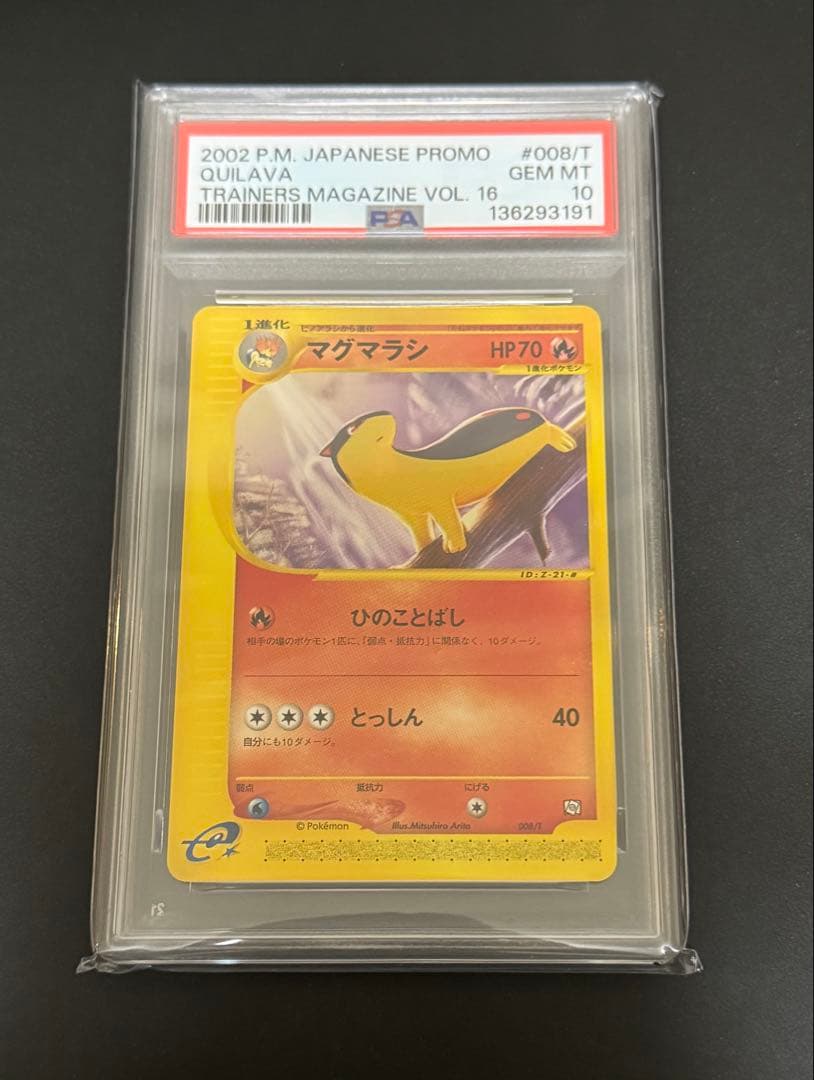 2002 P.M. JAPANESE PROMO #008/T
QUILAVA GEM MT
TRAINERS MAGAZINE VOL. 16 10
PSA 136293191
1進化 ヒノアラシから進化
マグマラシ HP70
1進化ポケモン
ID:Z-21-#
ひのことばし
相手の場のポケモン1匹に、「弱点・抵抗力」に関係なく、10ダメージ。
とっしん 40
自分にも10ダメージ。
弱点 抵抗力 にげる
© Pokémon Illus.Mitsuhiro Arita 008/T
e